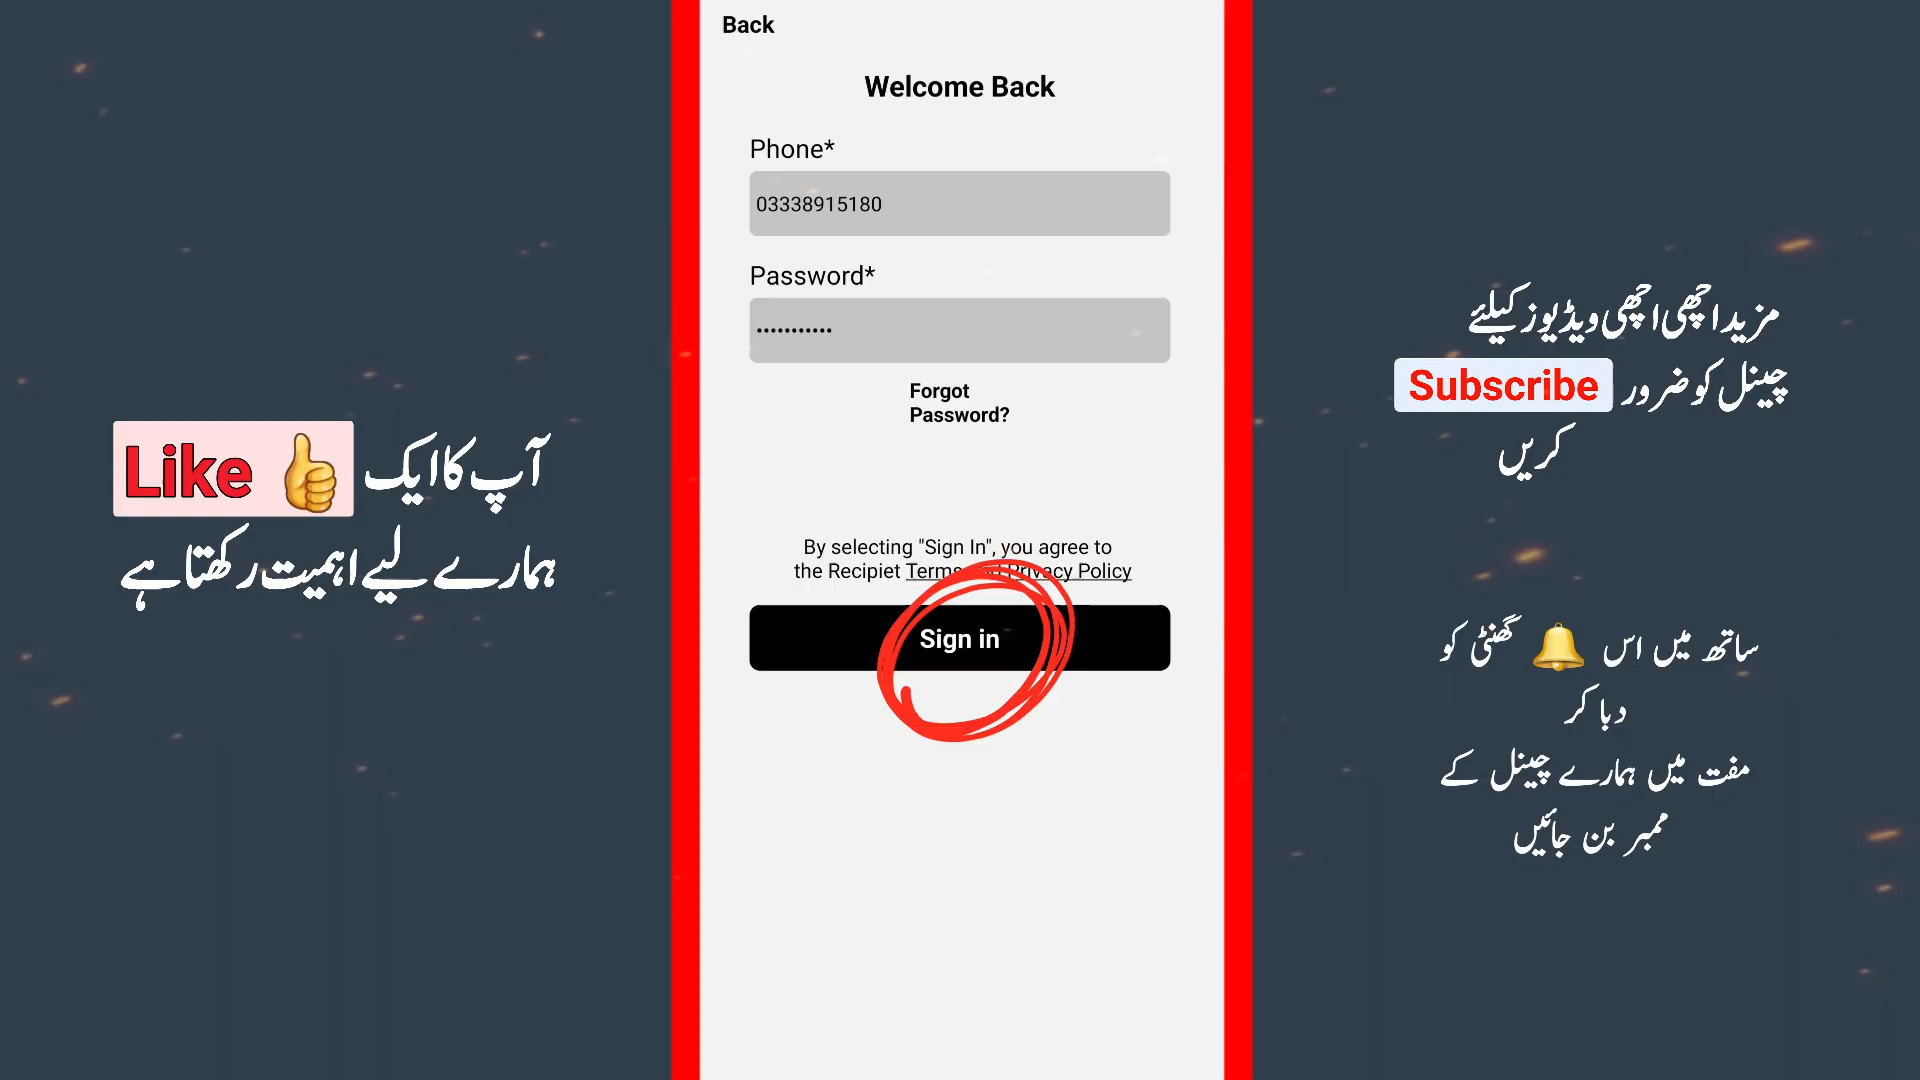 Back
Welcome Back
Phone*
03338915180
Password*
•••••••••••
Forgot
Password?
By selecting "Sign In", you agree to
the Recipiet Terms and Privacy Policy
Sign in
آپ کا ایک Like 👍
ہمارے لیے اہمیت رکھتا ہے
مزید اچھی اچھی ویڈیوز کیلئے
چینل کو ضرور Subscribe
کریں
ساتھ میں اس 🔔 گھنٹی کو
دبا کر
مفت میں ہمارے چینل کے
ممبر بن جائیں